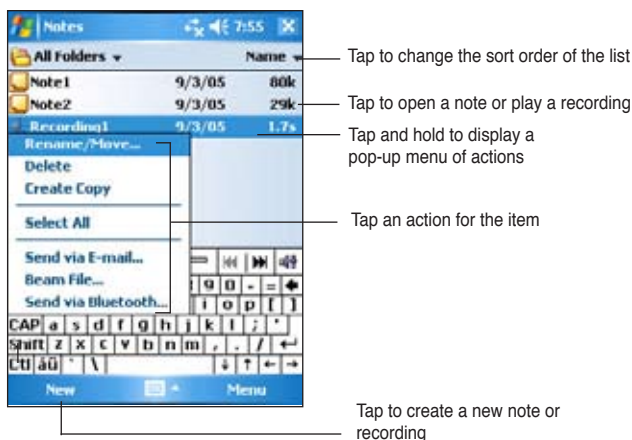 Notes 7:55
All Folders Name
Note1 9/3/05 80k
Note2 9/3/05 29k
Recording1 9/3/05 1.7s
Rename/Move...
Delete
Create Copy
Select All
Send via E-mail...
Beam File...
Send via Bluetooth...
9 0 - =
i o p [ ]
CAP a s d f g h j k l ; '
Shift z x c v b n m , . /
Ctl áü ` \
New Menu
Tap to change the sort order of the list
Tap to open a note or play a recording
Tap and hold to display a
pop-up menu of actions
Tap an action for the item
Tap to create a new note or
recording